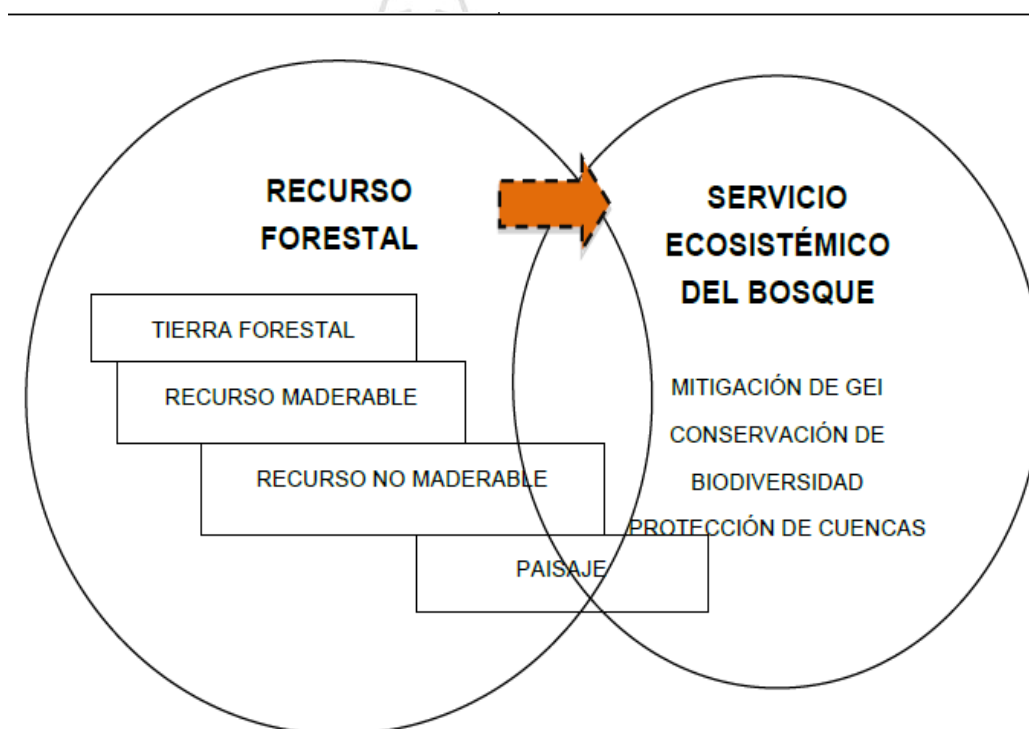 RECURSO
FORESTAL
TIERRA FORESTAL
RECURSO MADERABLE
RECURSO NO MADERABLE
PAISAJE
SERVICIO
ECOSISTÉMICO
DEL BOSQUE
MITIGACIÓN DE GEI
CONSERVACIÓN DE
BIODIVERSIDAD
PROTECCIÓN DE CUENCAS